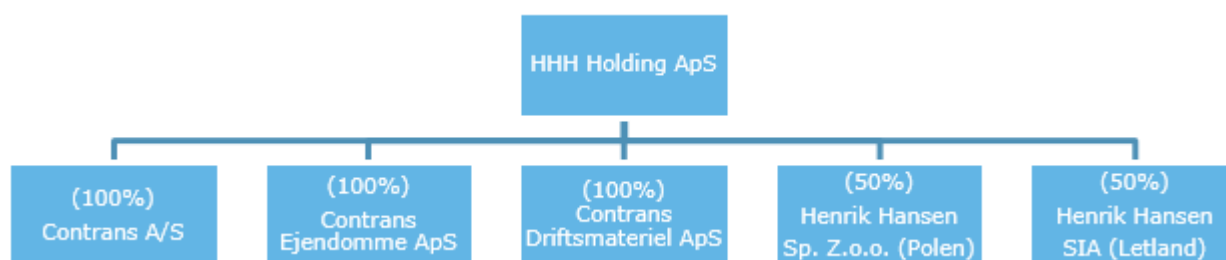 HHH Holding ApS
(100%)
Contrans A/S
(100%)
Contrans
Ejendomme ApS
(100%)
Contrans
Driftsmateriel ApS
(50%)
Henrik Hansen
Sp. Z.o.o. (Polen)
(50%)
Henrik Hansen
SIA (Letland)